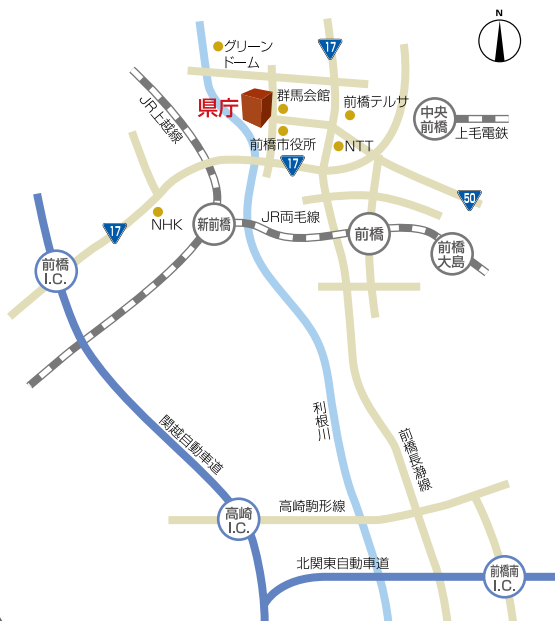 N
グリーン
ドーム
17
県庁
群馬会館
前橋テルサ
中央
前橋
上毛電鉄
JR上越線
前橋市役所
NTT
17
50
NHK
17
新前橋
JR両毛線
前橋
前橋
大島
前橋
I.C.
利根川
関越自動車道
前橋長瀞線
高崎
I.C.
高崎駒形線
北関東自動車道
前橋南
I.C.